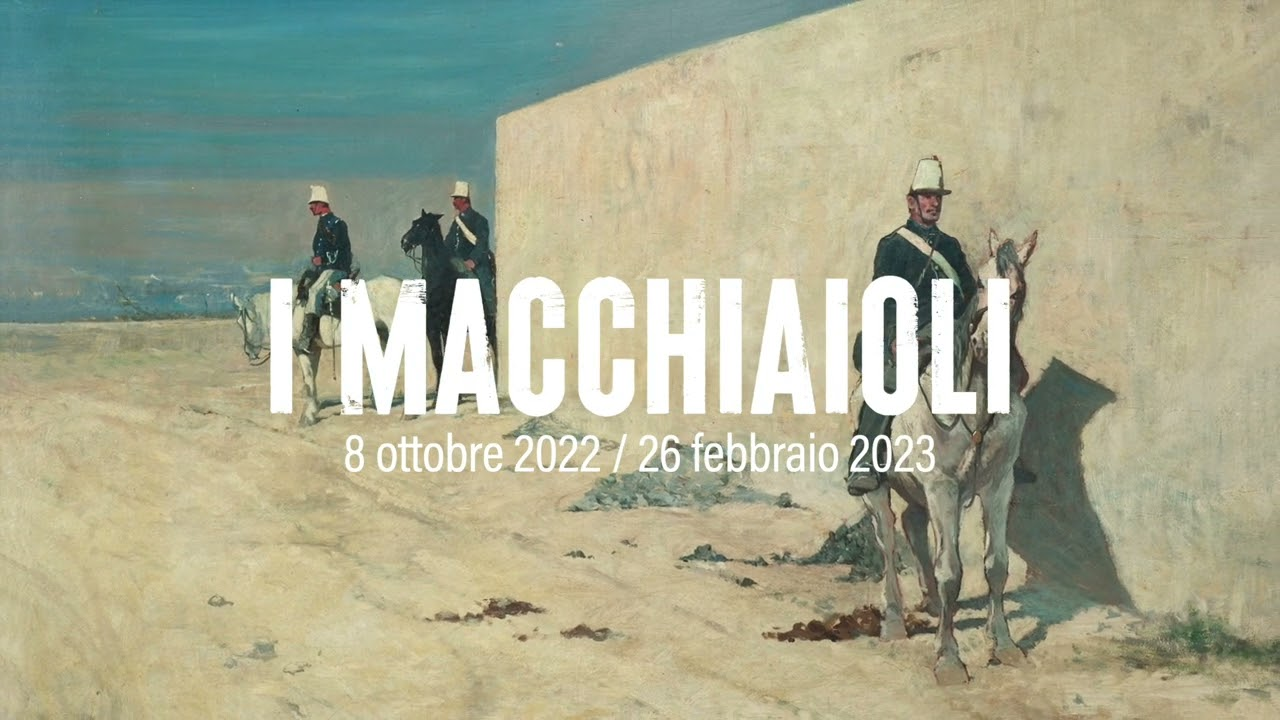 I MACCHIAIOLI
8 ottobre 2022 / 26 febbraio 2023